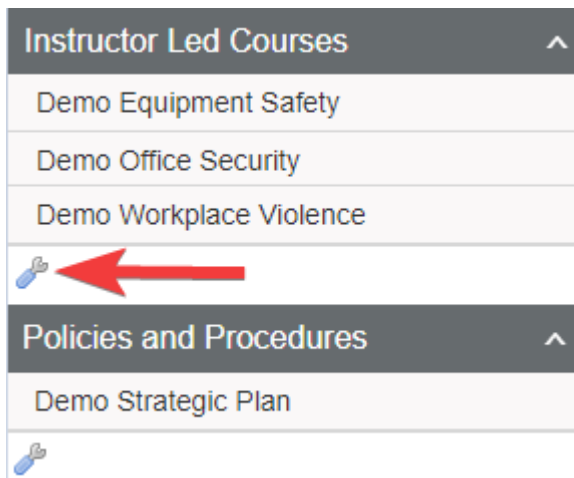 Instructor Led Courses
Demo Equipment Safety
Demo Office Security
Demo Workplace Violence
Policies and Procedures
Demo Strategic Plan